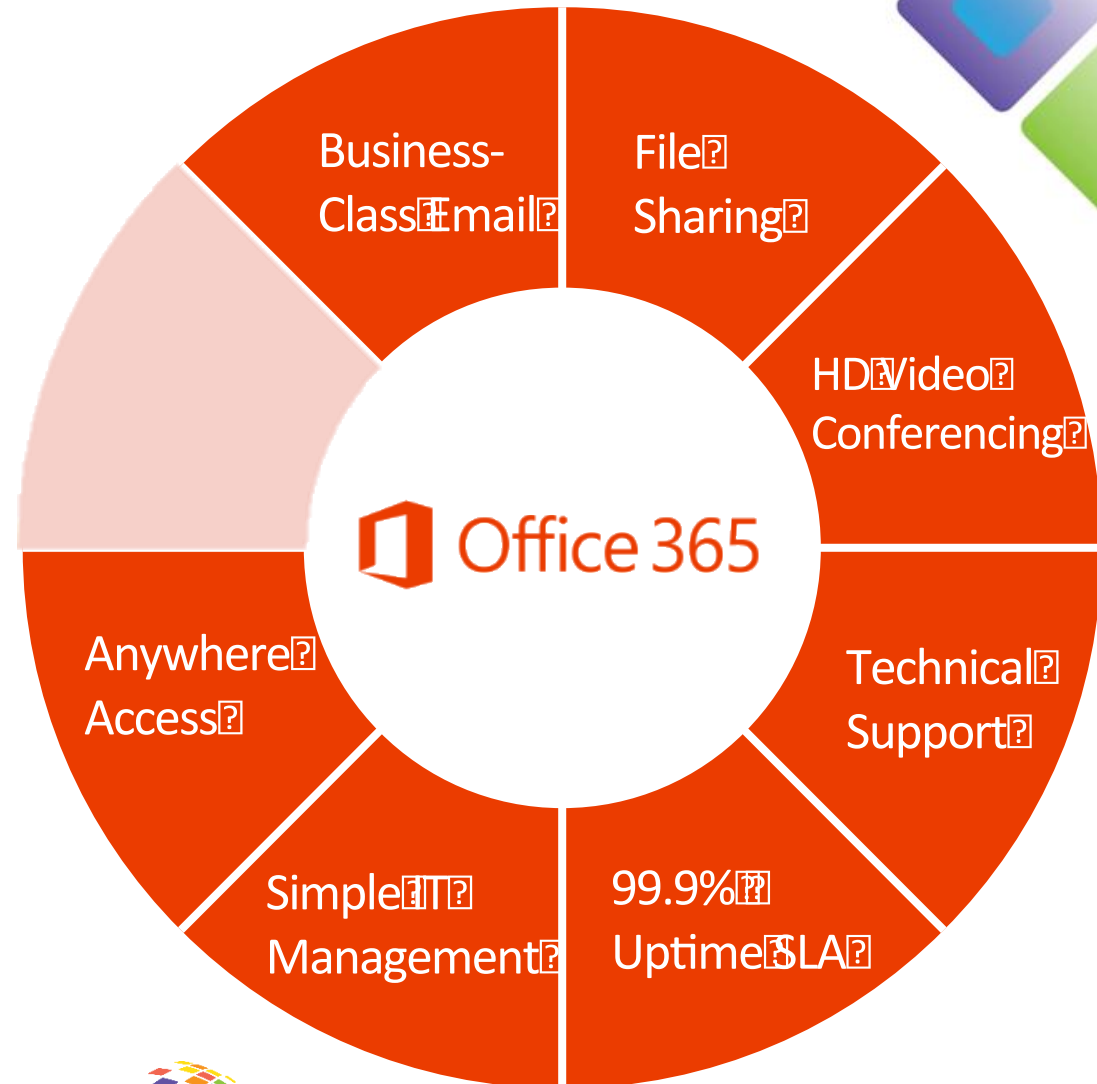 Business-
Class Email
File
Sharing
HD Video
Conferencing
Office 365
Anywhere
Access
Technical
Support
Simple IT
Management
99.9%
Uptime SLA